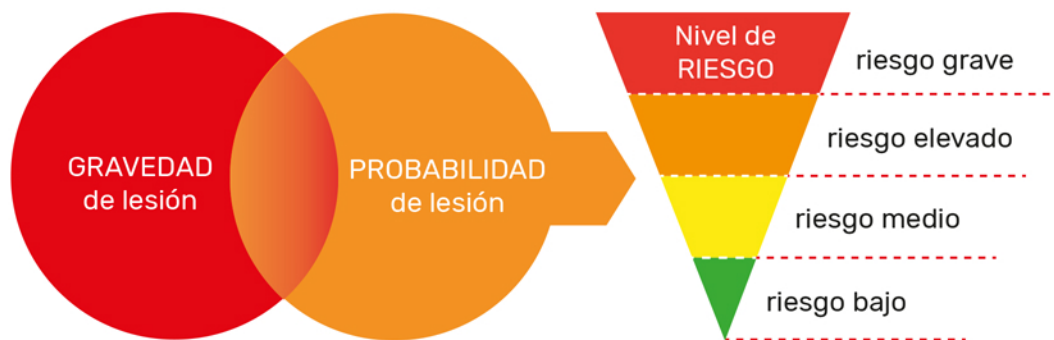 GRAVEDAD
de lesión
PROBABILIDAD
de lesión
Nivel de
RIESGO
riesgo grave
riesgo elevado
riesgo medio
riesgo bajo